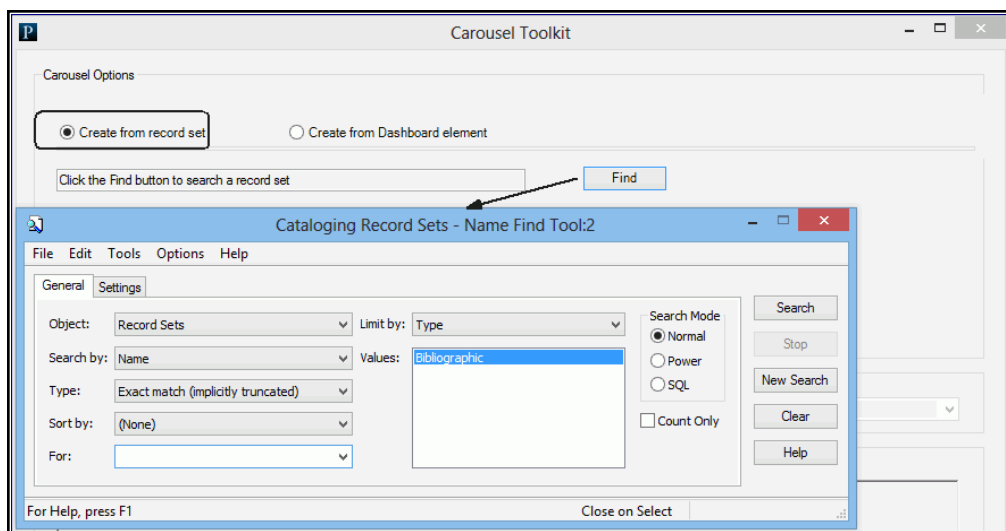 P
Carousel Toolkit
Carousel Options
Create from record set
Create from Dashboard element
Click the Find button to search a record set
Find
Cataloging Record Sets - Name Find Tool:2
File Edit Tools Options Help
General Settings
Object: Record Sets
Search by: Name
Type: Exact match (implicitly truncated)
Sort by: (None)
For:
Limit by: Type
Values: Bibliographic
Search Mode
Normal
Power
SQL
Count Only
Search
Stop
New Search
Clear
Help
For Help, press F1
Close on Select